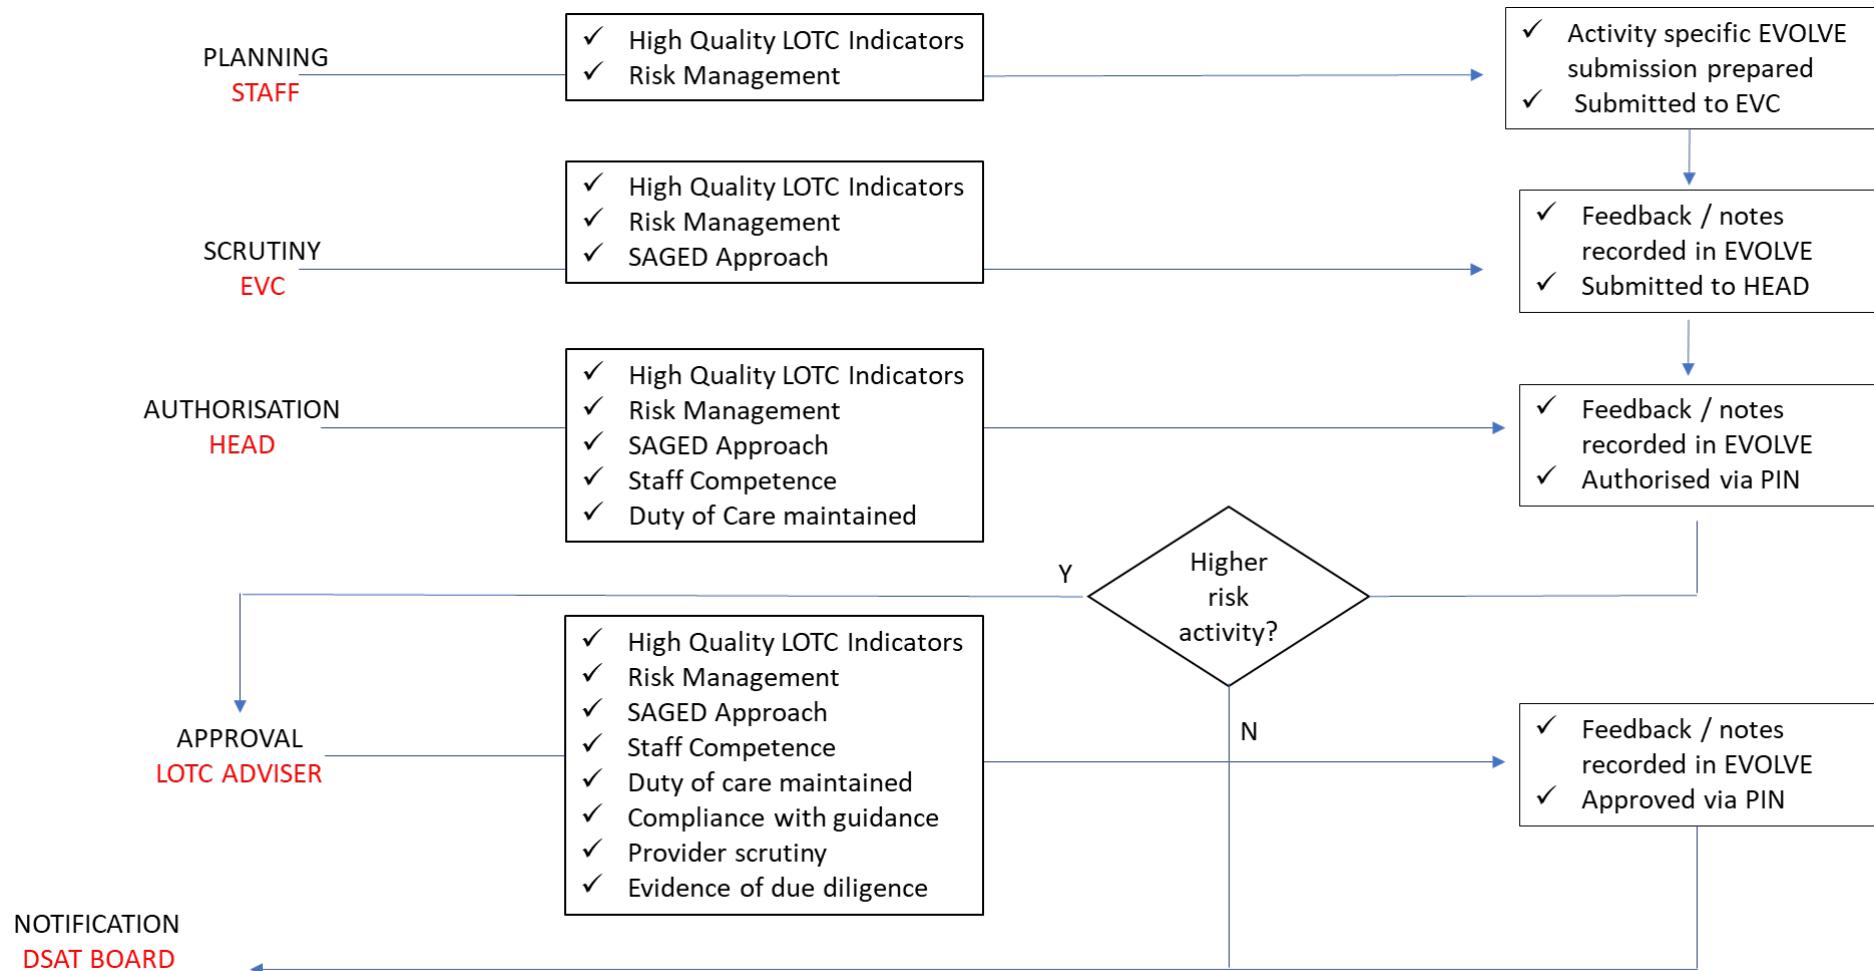 PLANNING
STAFF
✓ High Quality LOTC Indicators
✓ Risk Management
✓ Activity specific EVOLVE
submission prepared
✓ Submitted to EVC
SCRUTINY
EVC
✓ High Quality LOTC Indicators
✓ Risk Management
✓ SAGED Approach
✓ Feedback / notes
recorded in EVOLVE
✓ Submitted to HEAD
AUTHORISATION
HEAD
✓ High Quality LOTC Indicators
✓ Risk Management
✓ SAGED Approach
✓ Staff Competence
✓ Duty of Care maintained
✓ Feedback / notes
recorded in EVOLVE
✓ Authorised via PIN
Higher
risk
activity?
Y
N
APPROVAL
LOTC ADVISER
✓ High Quality LOTC Indicators
✓ Risk Management
✓ SAGED Approach
✓ Staff Competence
✓ Duty of care maintained
✓ Compliance with guidance
✓ Provider scrutiny
✓ Evidence of due diligence
✓ Feedback / notes
recorded in EVOLVE
✓ Approved via PIN
NOTIFICATION
DSAT BOARD